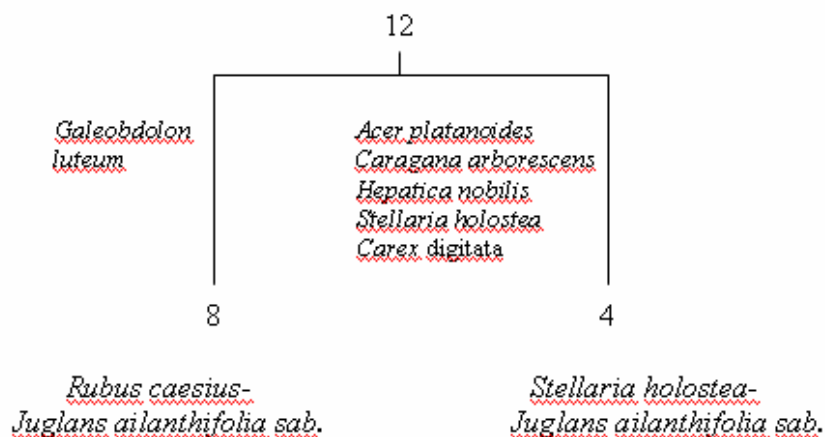 12
Galeobdolon
luteum
Acer platanoides
Caragana arborescens
Hepatica nobilis
Stellaria holostea
Carex digitata
8
4
Rubus caesius-
Juglans ailanthifolia sab.
Stellaria holostea-
Juglans ailanthifolia sab.